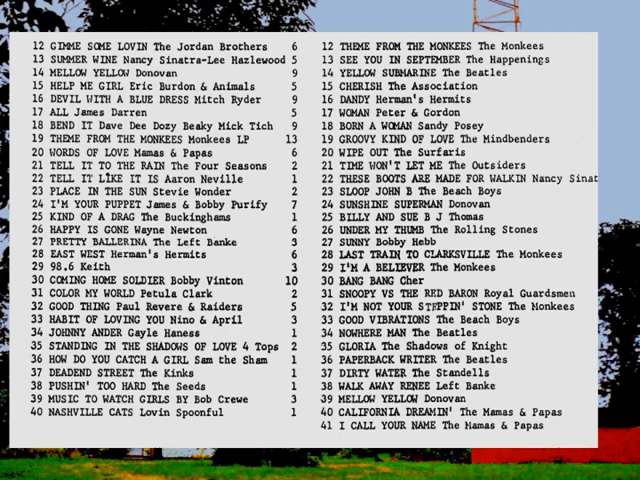 12 GIMME SOME LOVIN The Jordan Brothers 6
13 SUMMER WINE Nancy Sinatra-Lee Hazlewood 5
14 MELLOW YELLOW Donovan 9
15 HELP ME GIRL Eric Burdon & Animals 5
16 DEVIL WITH A BLUE DRESS Mitch Ryder 9
17 ALL James Darren 5
18 BEND IT Dave Dee Dozy Beaky Mick Tich 9
19 THEME FROM THE MONKEES Monkees LP 13
20 WORDS OF LOVE Mamas & Papas 6
21 TELL IT TO THE RAIN The Four Seasons 2
22 TELL IT LIKE IT IS Aaron Neville 1
23 PLACE IN THE SUN Stevie Wonder 2
24 I'M YOUR PUPPET James & Bobby Purify 7
25 KIND OF A DRAG The Buckinghams 1
26 HAPPY IS GONE Wayne Newton 6
27 PRETTY BALLERINA The Left Banke 3
28 EAST WEST Herman's Hermits 6
29 98.6 Keith 3
30 COMING HOME SOLDIER Bobby Vinton 10
31 COLOR MY WORLD Petula Clark 2
32 GOOD THING Paul Revere & Raiders 5
33 HABIT OF LOVING YOU Nino & April 3
34 JOHNNY ANDER Gayle Haness 1
35 STANDING IN THE SHADOWS OF LOVE 4 Tops 2
36 HOW DO YOU CATCH A GIRL Sam the Sham 1
37 DEADEND STREET The Kinks 1
38 PUSHIN' TOO HARD The Seeds 1
39 MUSIC TO WATCH GIRLS BY Bob Crewe 3
40 NASHVILLE CATS Lovin Spoonful 1
12 THEME FROM THE MONKEES The Monkees
13 SEE YOU IN SEPTEMBER The Happenings
14 YELLOW SUBMARINE The Beatles
15 CHERISH The Association
16 DANDY Herman's Hermits
17 WOMAN Peter & Gordon
18 BORN A WOMAN Sandy Posey
19 GROOVY KIND OF LOVE The Mindbenders
20 WIPE OUT The Surfaris
21 TIME WON'T LET ME The Outsiders
22 THESE BOOTS ARE MADE FOR WALKIN Nancy Sinat
23 SLOOP JOHN B The Beach Boys
24 SUNSHINE SUPERMAN Donovan
25 BILLY AND SUE B J Thomas
26 UNDER MY THUMB The Rolling Stones
27 SUNNY Bobby Hebb
28 LAST TRAIN TO CLARKSVILLE The Monkees
29 I'M A BELIEVER The Monkees
30 BANG BANG Cher
31 SNOOPY VS THE RED BARON Royal Guardsmen
32 I'M NOT YOUR STEPPIN' STONE The Monkees
33 GOOD VIBRATIONS The Beach Boys
34 NOWHERE MAN The Beatles
35 GLORIA The Shadows of Knight
36 PAPERBACK WRITER The Beatles
37 DIRTY WATER The Standells
38 WALK AWAY RENEE Left Banke
39 MELLOW YELLOW Donovan
40 CALIFORNIA DREAMIN' The Mamas & Papas
41 I CALL YOUR NAME The Mamas & Papas